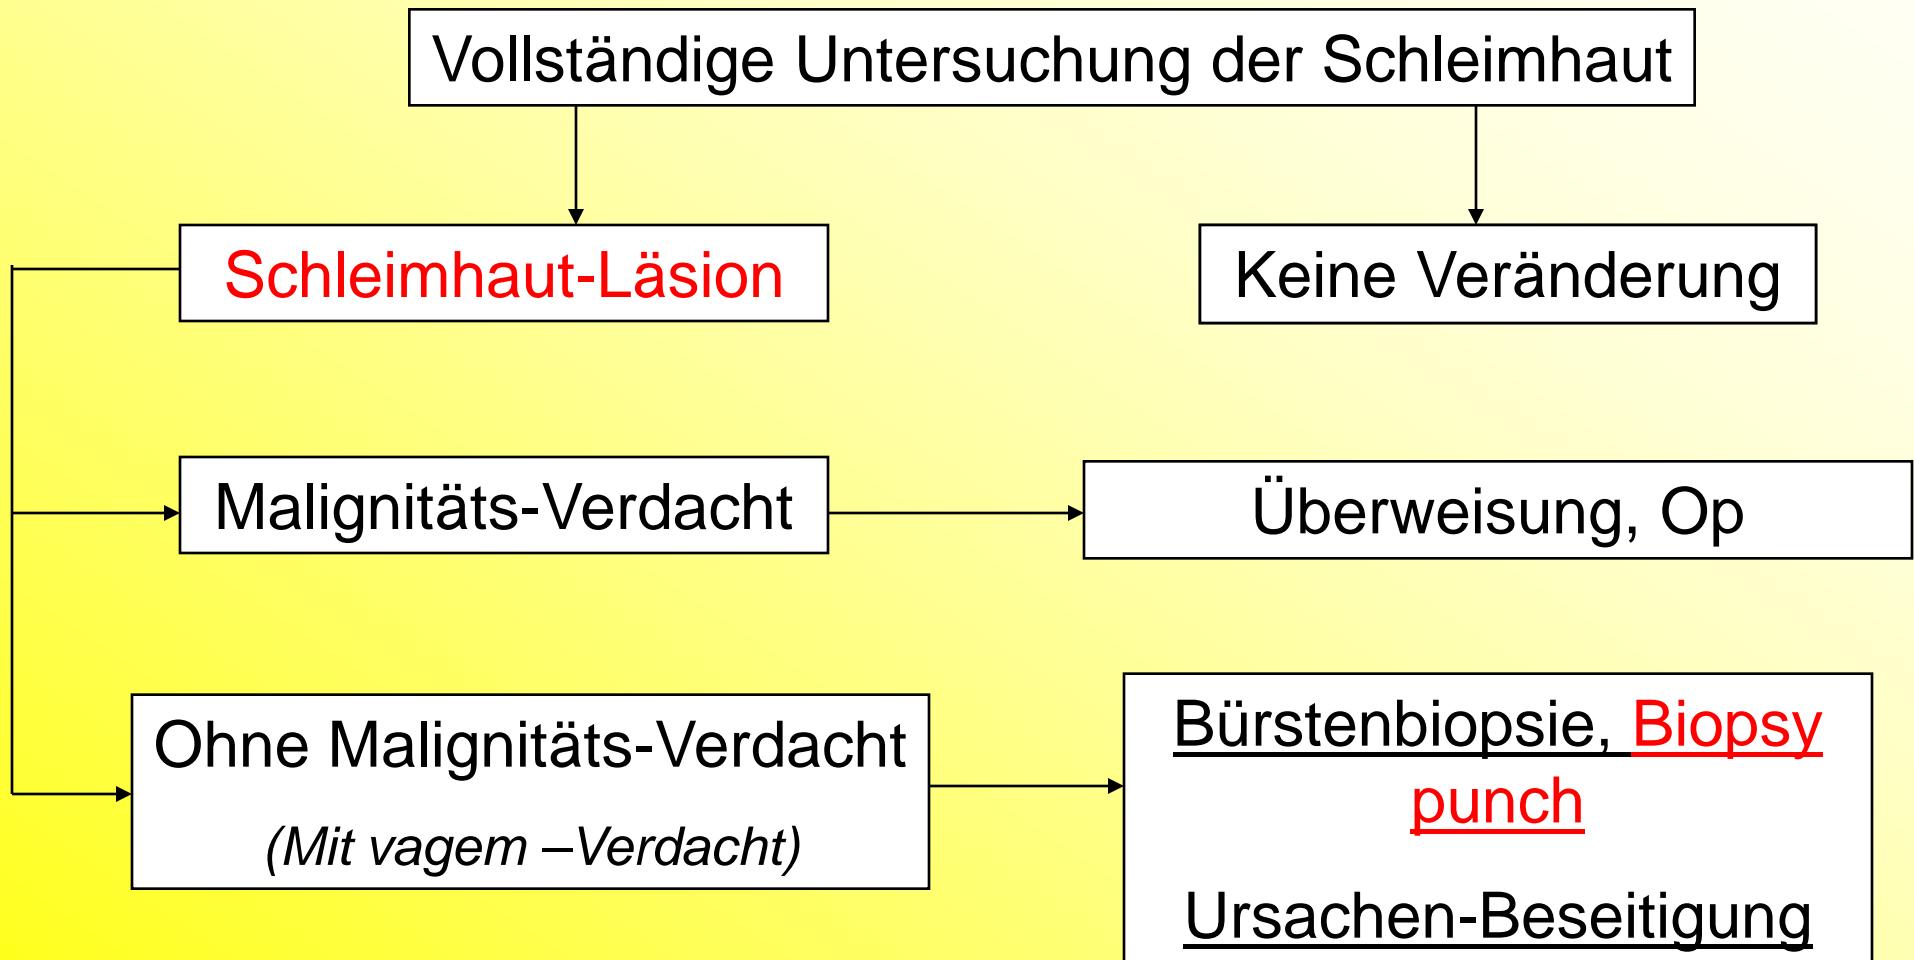 Vollständige Untersuchung der Schleimhaut
Schleimhaut-Läsion
Keine Veränderung
Malignitäts-Verdacht
Überweisung, Op
Ohne Malignitäts-Verdacht
(Mit vagem –Verdacht)
Bürstenbiopsie, Biopsy
punch
Ursachen-Beseitigung